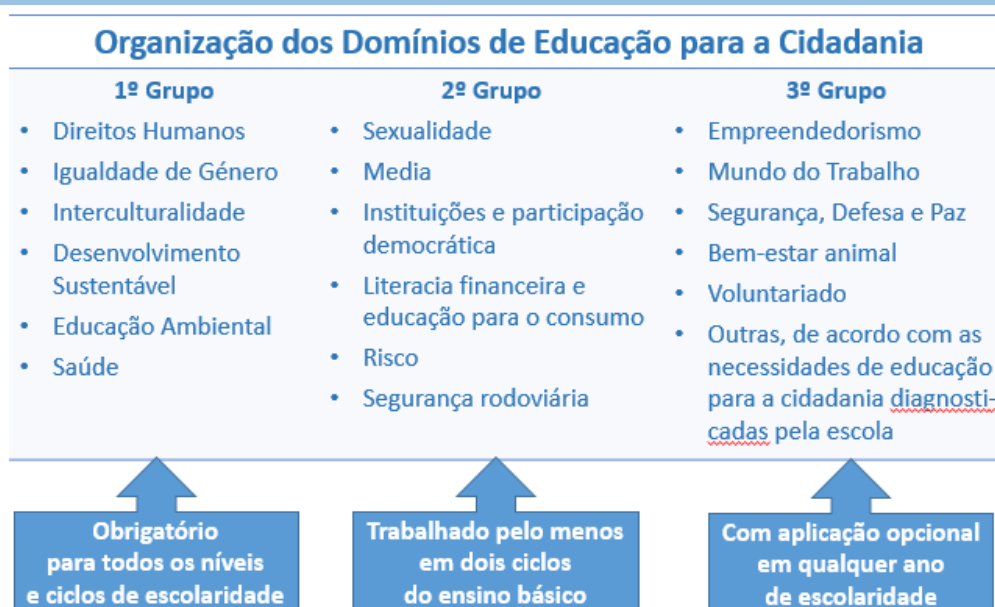 Organização dos Domínios de Educação para a Cidadania
1º Grupo
• Direitos Humanos
• Igualdade de Género
• Interculturalidade
• Desenvolvimento
Sustentável
• Educação Ambiental
• Saúde
2º Grupo
• Sexualidade
• Media
• Instituições e participação
democrática
• Literacia financeira e
educação para o consumo
• Risco
• Segurança rodoviária
3º Grupo
• Empreendedorismo
• Mundo do Trabalho
• Segurança, Defesa e Paz
• Bem-estar animal
• Voluntariado
• Outras, de acordo com as
necessidades de educação
para a cidadania diagnosti-
cadas pela escola
Obrigatório
para todos os níveis
e ciclos de escolaridade
Trabalhado pelo menos
em dois ciclos
do ensino básico
Com aplicação opcional
em qualquer ano
de escolaridade